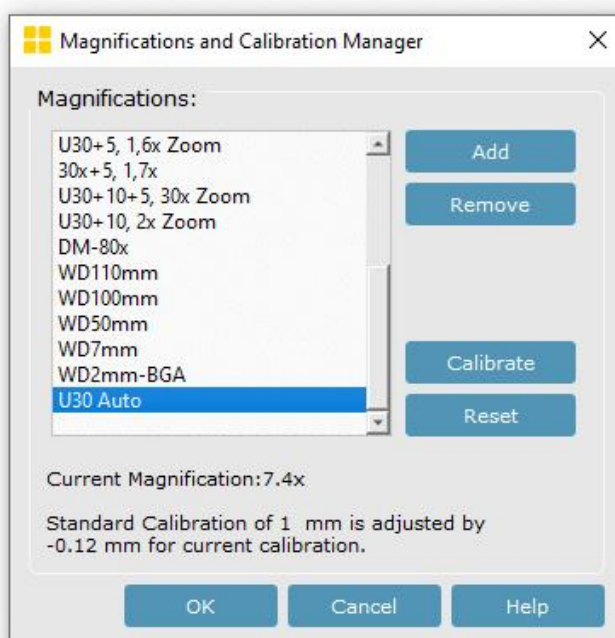 Magnifications and Calibration Manager
Magnifications:
U30+5, 1,6x Zoom
30x+5, 1,7x
U30+10+5, 30x Zoom
U30+10, 2x Zoom
DM-80x
WD110mm
WD100mm
WD50mm
WD7mm
WD2mm-BGA
U30 Auto
Add
Remove
Calibrate
Reset
Current Magnification:7.4x
Standard Calibration of 1  mm is adjusted by
-0.12 mm for current calibration.
OK
Cancel
Help